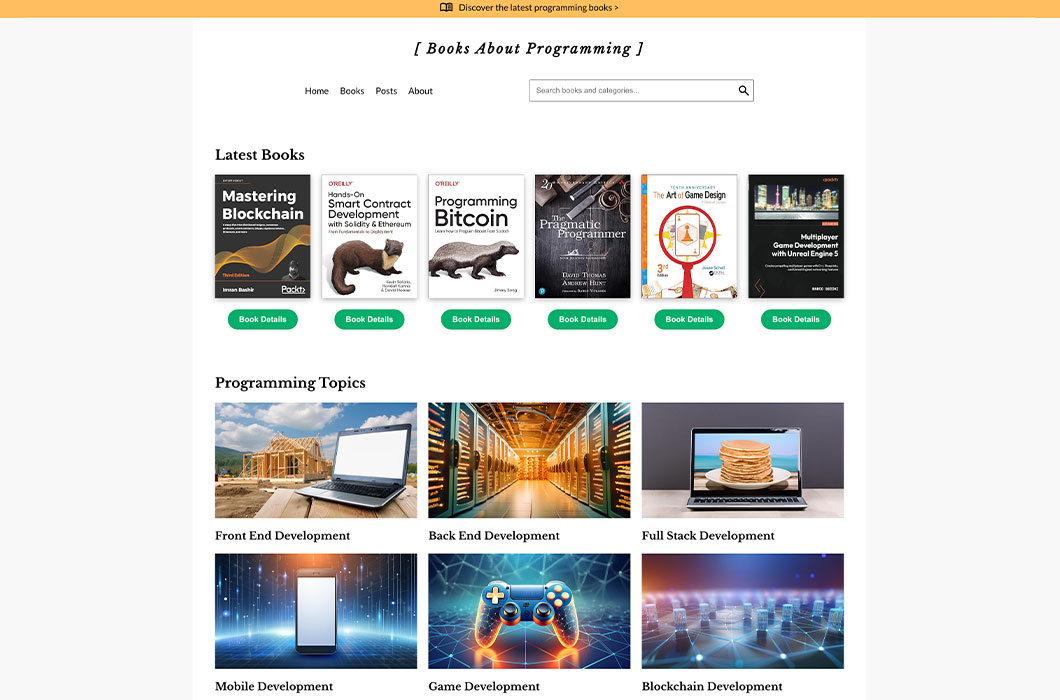 Discover the latest programming books >
[ Books About Programming ]
Home Books Posts About
Search books and categories...
Latest Books
Mastering
Blockchain
Third Edition
Imran Bashir
Packt>
O'REILLY
Hands-On
Smart Contract
Development
with Solidity & Ethereum
From Fundamentals to Deployment
O'REILLY
Programming
Bitcoin
Learn How to Program Bitcoin from Scratch
Jimmy Song
The
Pragmatic
Programmer
DAVID THOMAS
ANDREW HUNT
TENTH ANNIVERSARY
The Art of Game Design
3rd
Edition
Jesse Schell
Multiplayer
Game Development
with Unreal Engine 5
Book Details
Book Details
Book Details
Book Details
Book Details
Book Details
Programming Topics
Front End Development
Back End Development
Full Stack Development
Mobile Development
Game Development
Blockchain Development